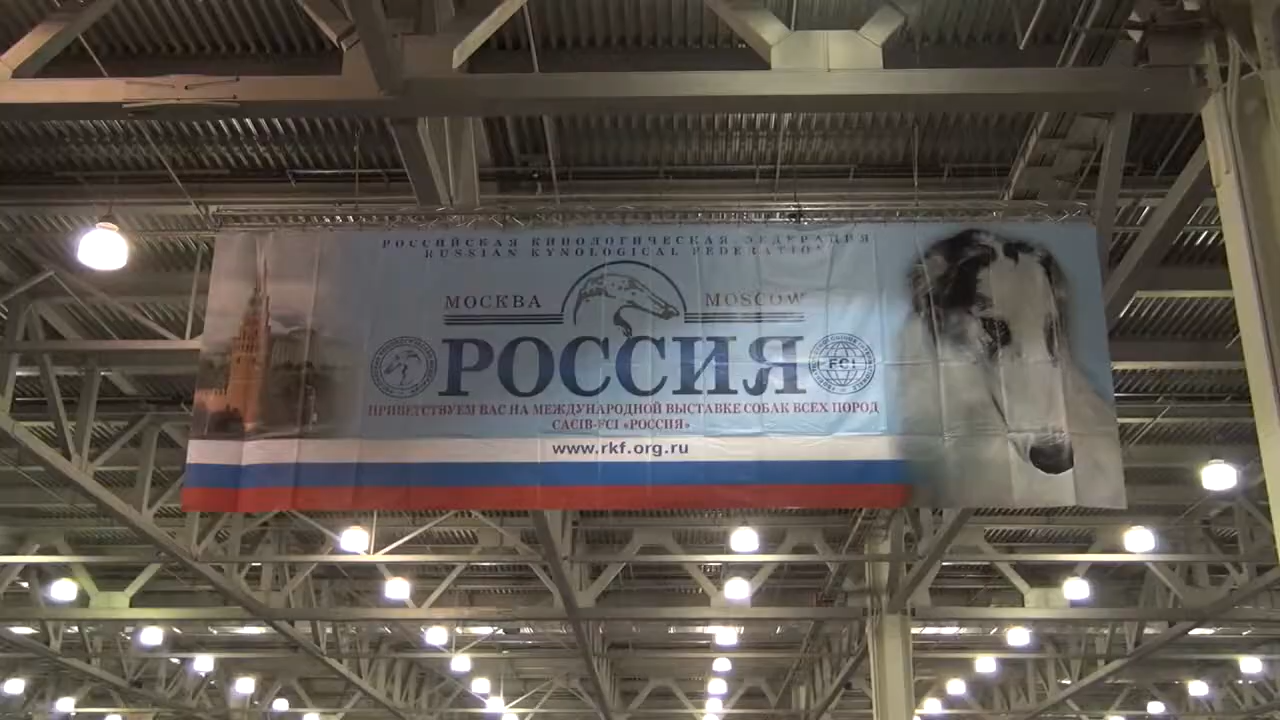 РОССИЙСКАЯ КИНОЛОГИЧЕСКАЯ ФЕДЕРАЦИЯ
RUSSIAN KYNOLOGICAL FEDERATION
МОСКВА MOSCOW
РОССИЯ
FCI
ПРИВЕТСТВУЕМ ВАС НА МЕЖДУНАРОДНОЙ ВЫСТАВКЕ СОБАК ВСЕХ ПОРОД
CACIB-FCI «РОССИЯ»
www.rkf.org.ru